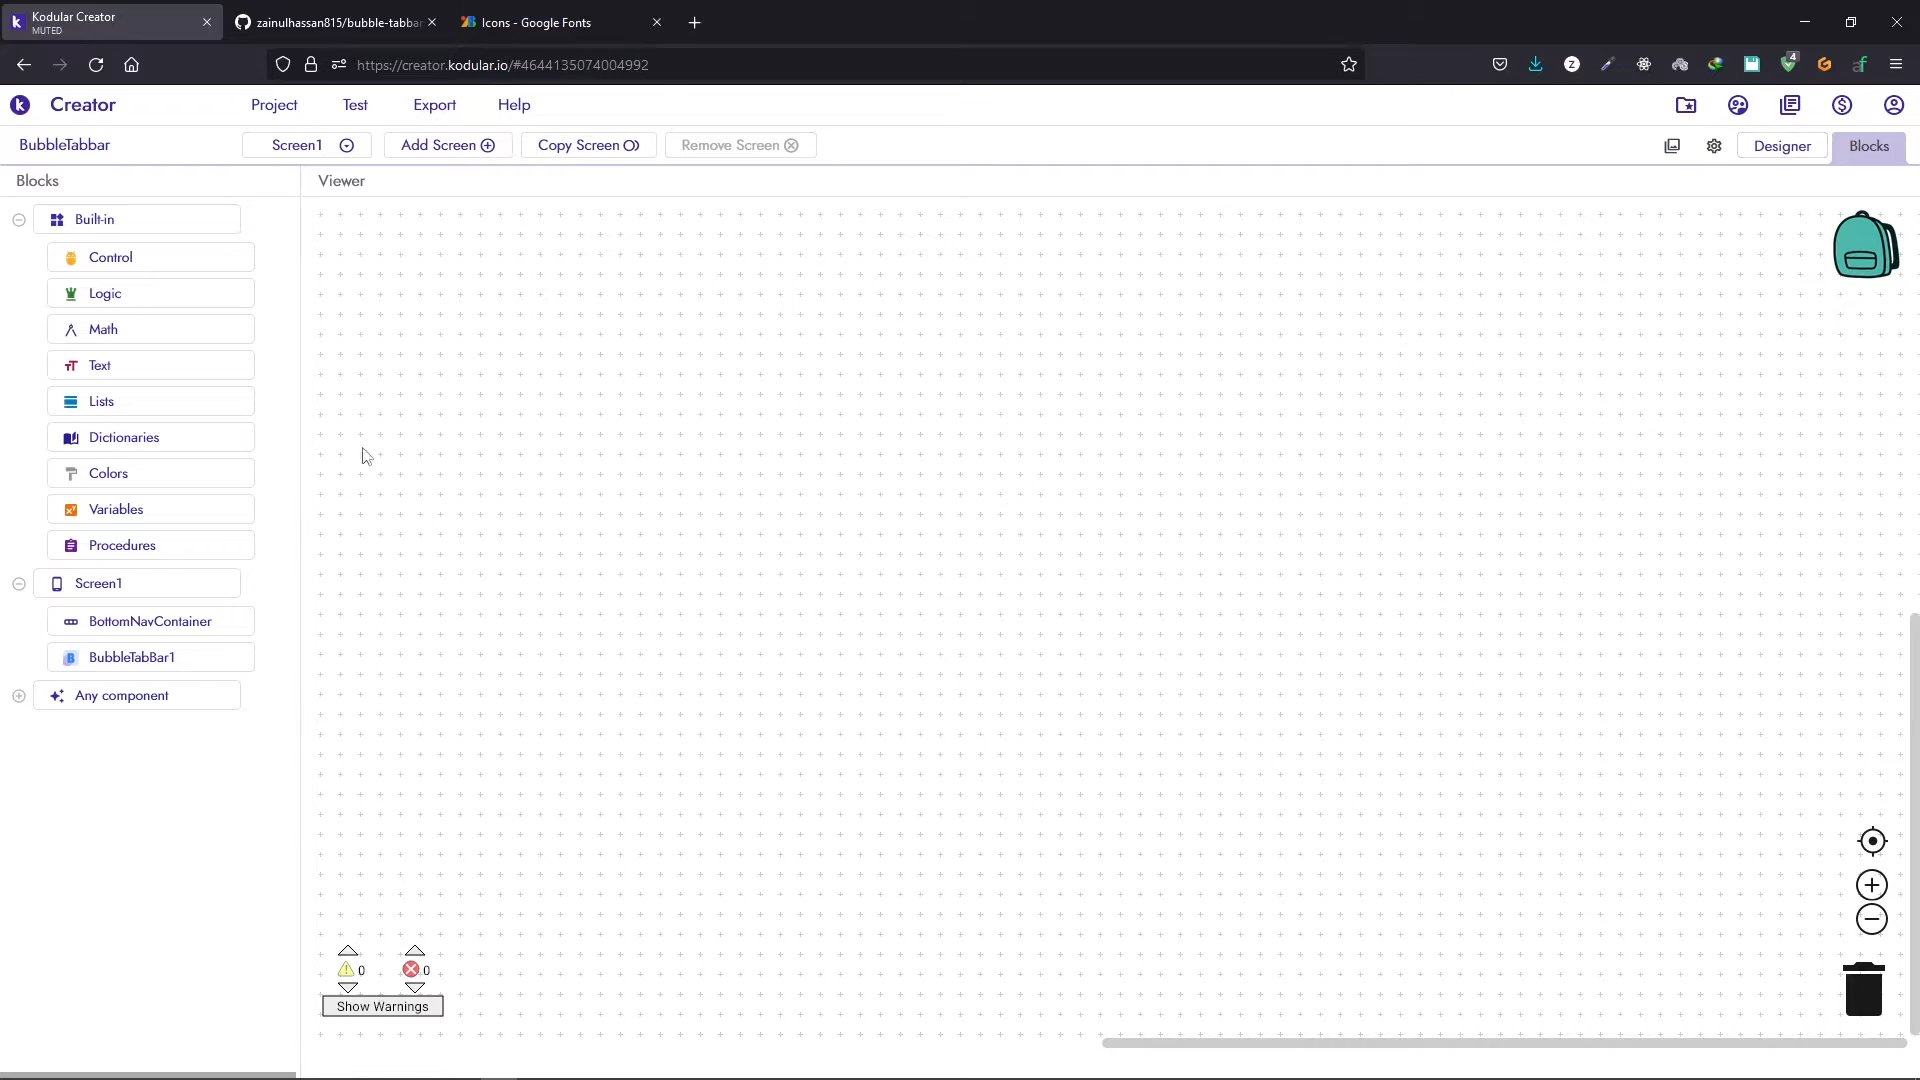 Kodular Creator
MUTED
zainulhassan815/bubble-tabbar
Icons - Google Fonts
https://creator.kodular.io/#4644135074004992
4
Creator
Project
Test
Export
Help
BubbleTabbar
Screen1
Add Screen
Copy Screen
Remove Screen
Designer
Blocks
Blocks
Viewer
Built-in
Control
Logic
Math
Text
Lists
Dictionaries
Colors
Variables
Procedures
Screen1
BottomNavContainer
BubbleTabBar1
Any component
0
0
Show Warnings